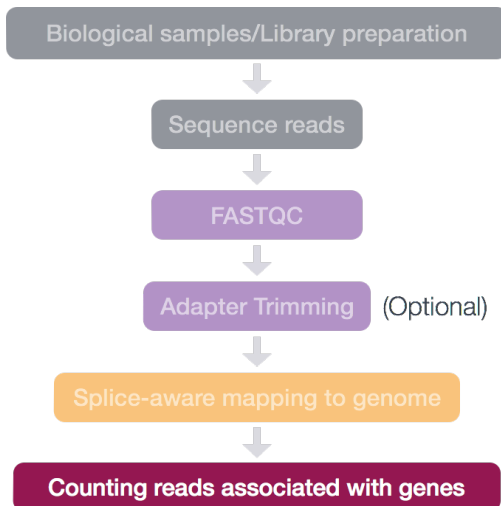 Biological samples/Library preparation
Sequence reads
FASTQC
Adapter Trimming (Optional)
Splice-aware mapping to genome
Counting reads associated with genes